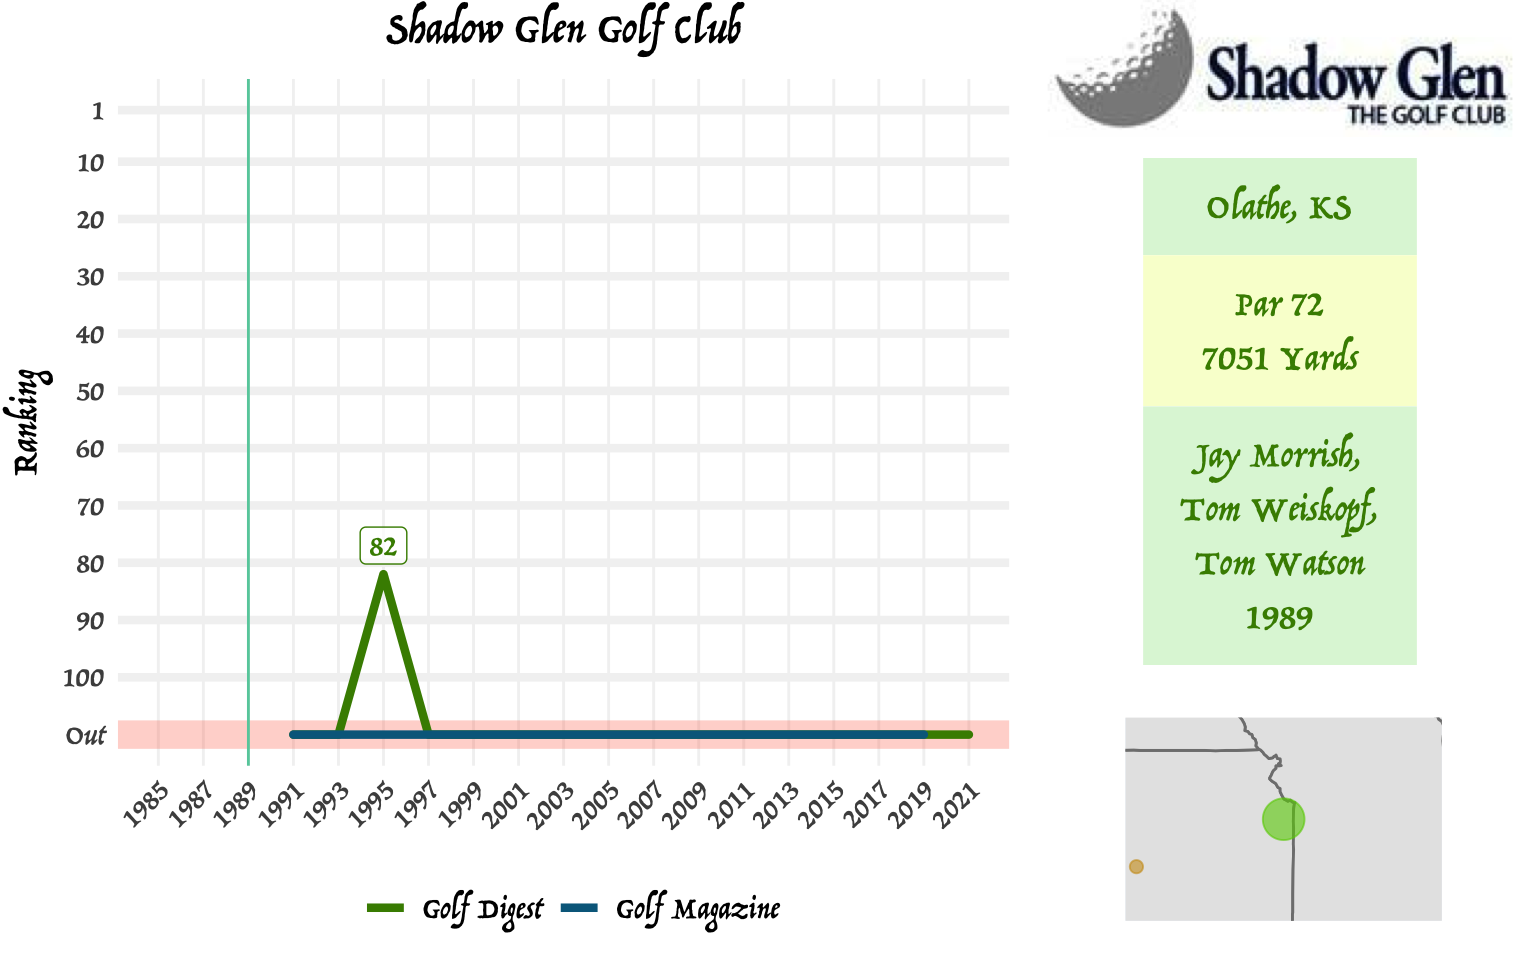 Shadow Glen Golf Club
Shadow Glen
THE GOLF CLUB
Ranking
1
10
20
30
40
50
60
70
80
90
100
Out
82
1985 1987 1989 1991 1993 1995 1997 1999 2001 2003 2005 2007 2009 2011 2013 2015 2017 2019 2021
Golf Digest Golf Magazine
Olathe, KS
Par 72
7051 Yards
Jay Morrish,
Tom Weiskopf,
Tom Watson
1989